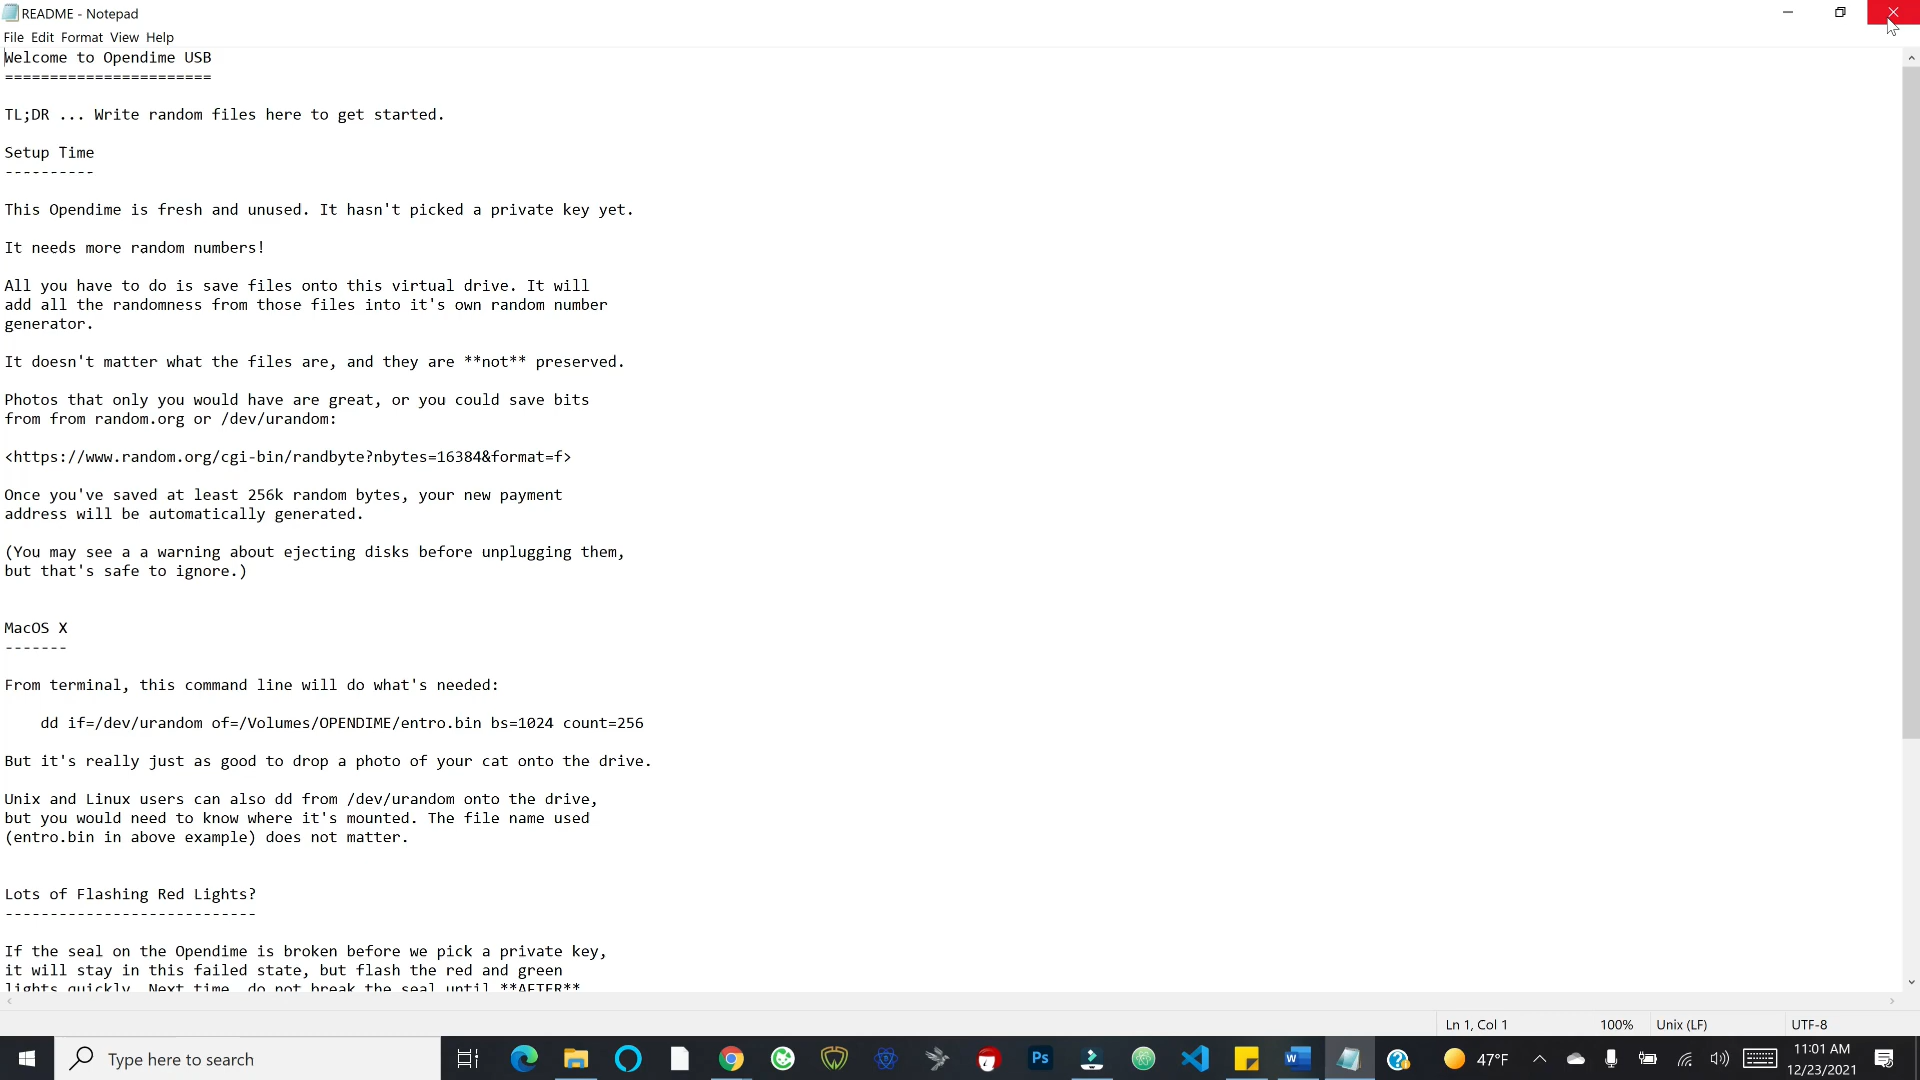 README - Notepad
File Edit Format View Help
Welcome to Opendime USB
=======================
TL;DR ... Write random files here to get started.
Setup Time
----------
This Opendime is fresh and unused. It hasn't picked a private key yet.
It needs more random numbers!
All you have to do is save files onto this virtual drive. It will
add all the randomness from those files into it's own random number
generator.
It doesn't matter what the files are, and they are **not** preserved.
Photos that only you would have are great, or you could save bits
from from random.org or /dev/urandom:
<https://www.random.org/cgi-bin/randbyte?nbytes=16384&format=f>
Once you've saved at least 256k random bytes, your new payment
address will be automatically generated.
(You may see a a warning about ejecting disks before unplugging them,
but that's safe to ignore.)
MacOS X
-------
From terminal, this command line will do what's needed:
dd if=/dev/urandom of=/Volumes/OPENDIME/entro.bin bs=1024 count=256
But it's really just as good to drop a photo of your cat onto the drive.
Unix and Linux users can also dd from /dev/urandom onto the drive,
but you would need to know where it's mounted. The file name used
(entro.bin in above example) does not matter.
Lots of Flashing Red Lights?
----------------------------
If the seal on the Opendime is broken before we pick a private key,
it will stay in this failed state, but flash the red and green
lights quickly. Next time, do not break the seal until **AFTER**
Ln 1, Col 1 100% Unix (LF) UTF-8
Type here to search
Ps
W
47°F
11:01 AM
12/23/2021